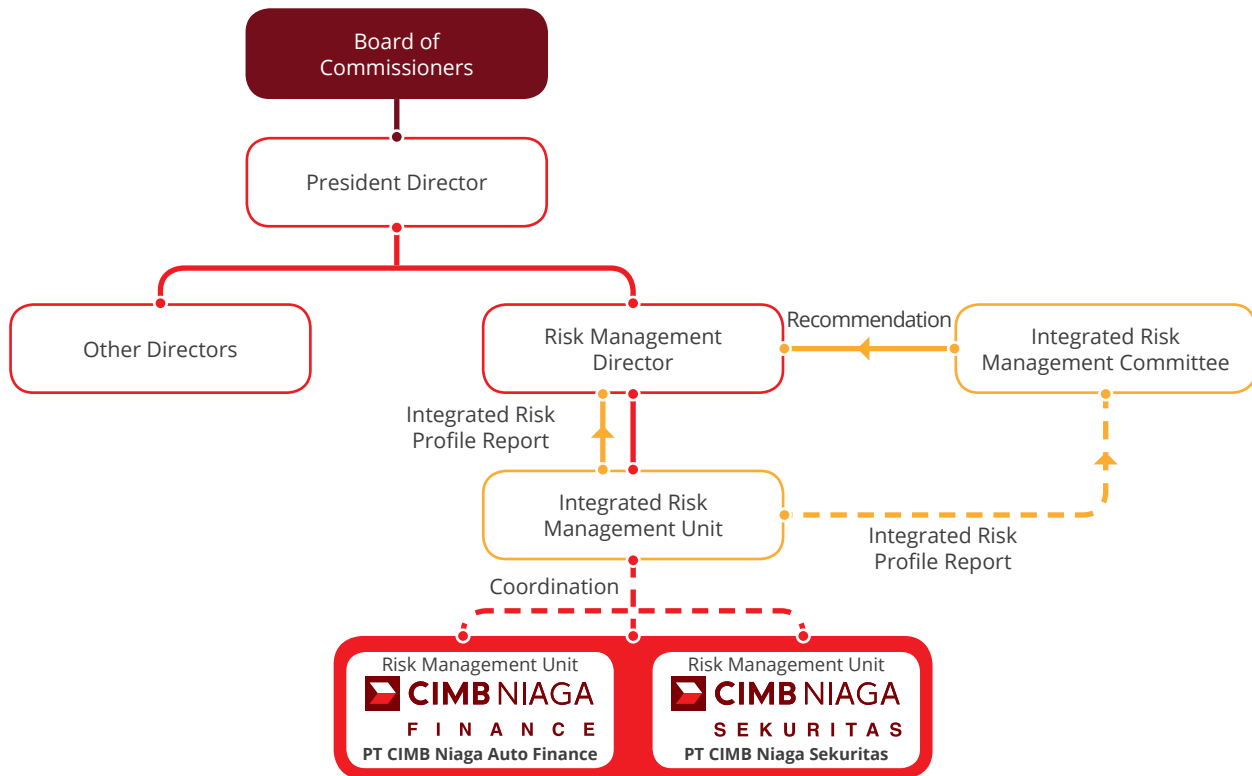 Board of
Commissioners
President Director
Other Directors
Risk Management
Director
Recommendation
Integrated Risk
Management Committee
Integrated Risk
Profile Report
Integrated Risk
Management Unit
Integrated Risk
Profile Report
Coordination
Risk Management Unit
CIMB NIAGA
FINANCE
PT CIMB Niaga Auto Finance
Risk Management Unit
CIMB NIAGA
SEKURITAS
PT CIMB Niaga Sekuritas